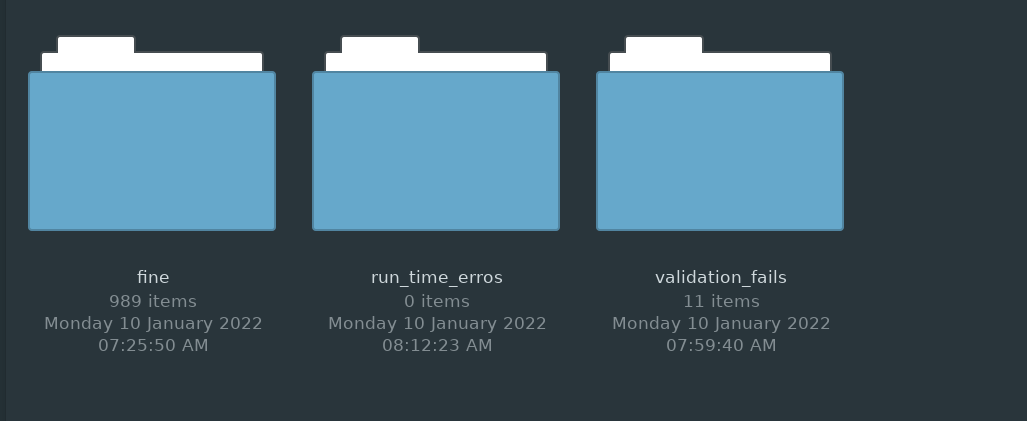 fine
989 items
Monday 10 January 2022
07:25:50 AM
run_time_erros
0 items
Monday 10 January 2022
08:12:23 AM
validation_fails
11 items
Monday 10 January 2022
07:59:40 AM